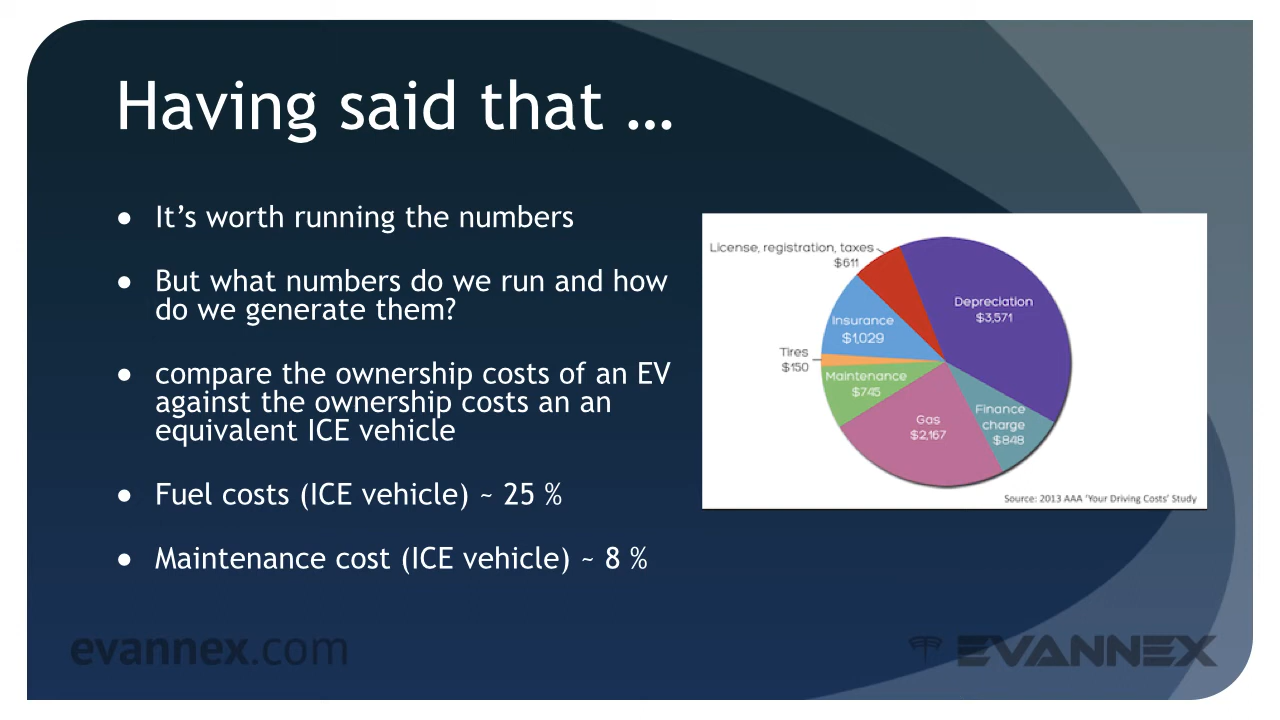 Having said that …
● It’s worth running the numbers
● But what numbers do we run and how
do we generate them?
● compare the ownership costs of an EV
against the ownership costs an an
equivalent ICE vehicle
● Fuel costs (ICE vehicle) ~ 25 %
● Maintenance cost (ICE vehicle) ~ 8 %
License, registration, taxes
$611
Depreciation
$3,571
Insurance
$1,029
Tires
$150
Maintenance
$745
Gas
$2,167
Finance
charge
$848
Source: 2013 AAA 'Your Driving Costs' Study
evannex.com
EVANNEX